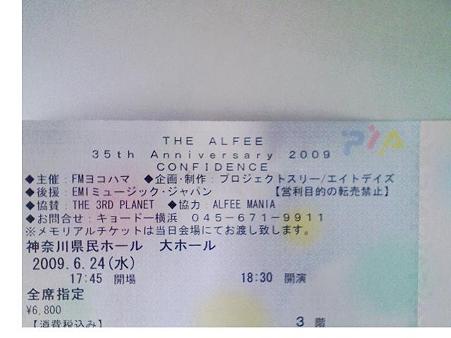 THE ALFEE
PIA
35th Anniversary 2009
CONFIDENCE
◆主催：FMヨコハマ ◆企画・制作：プロジェクトスリー/エイトデイズ
◆後援：EMIミュージック・ジャパン 【営利目的の転売禁止】
◆協賛：THE 3RD PLANET ◆協力：ALFEE MANIA
◆お問合せ：キョードー横浜 045-671-9911
※メモリアルチケットは当日会場にてお渡し致します。
神奈川県民ホール 大ホール
2009.6.24(水)
17:45 開場 18:30 開演
全席指定
¥6,800
【消費税込み】 3 階